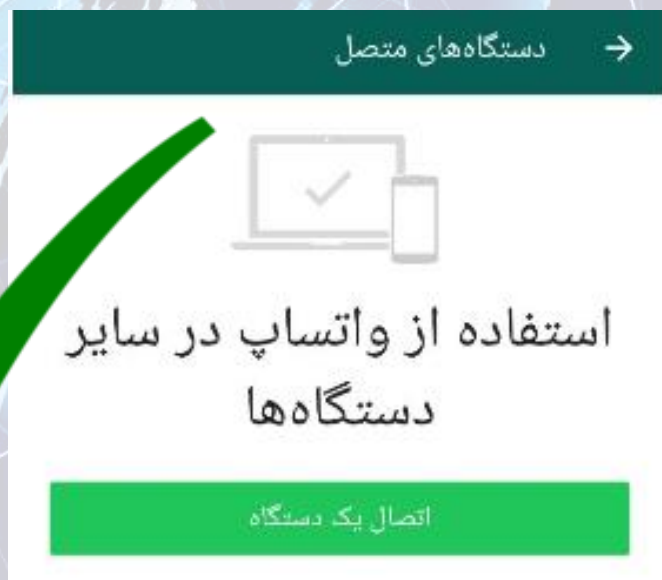 دستگاه‌های متصل
استفاده از واتساپ در سایر
دستگاه‌ها
اتصال یک دستگاه